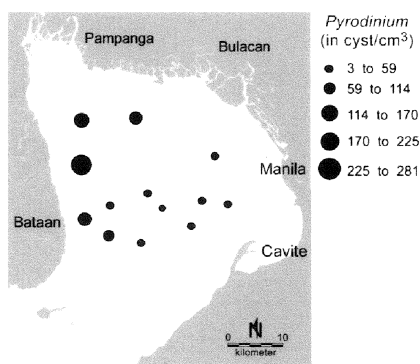 Pyrodinium
(in cyst/cm³)
3 to 59
59 to 114
114 to 170
170 to 225
225 to 281
Pampanga
Bulacan
Manila
Bataan
Cavite
N
0 10
kilometer